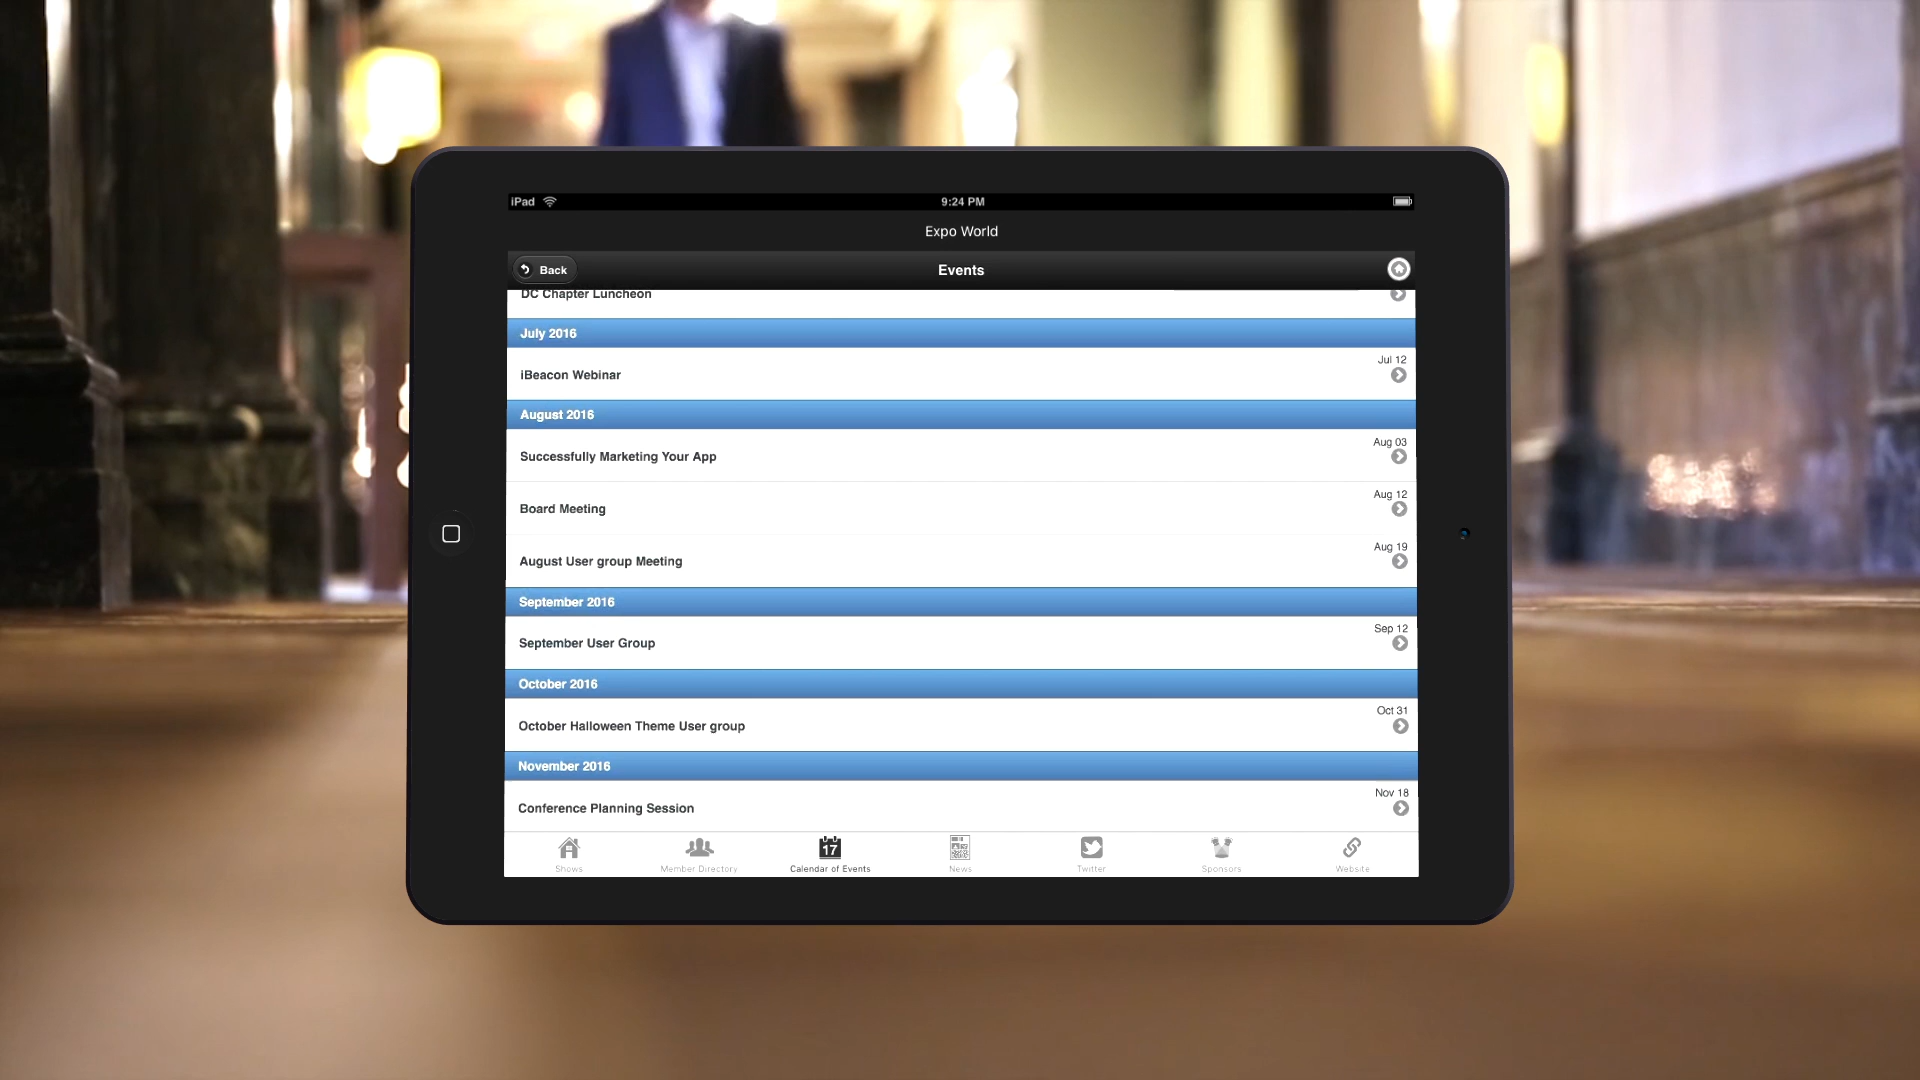 iPad 9:24 PM
Expo World
Back Events
DC Chapter Luncheon
July 2016
Jul 12
iBeacon Webinar
August 2016
Aug 03
Successfully Marketing Your App
Aug 12
Board Meeting
Aug 19
August User group Meeting
September 2016
Sep 12
September User Group
October 2016
Oct 31
October Halloween Theme User group
November 2016
Nov 18
Conference Planning Session
17
Shows Member Directory Calendar of Events News Twitter Sponsors Website